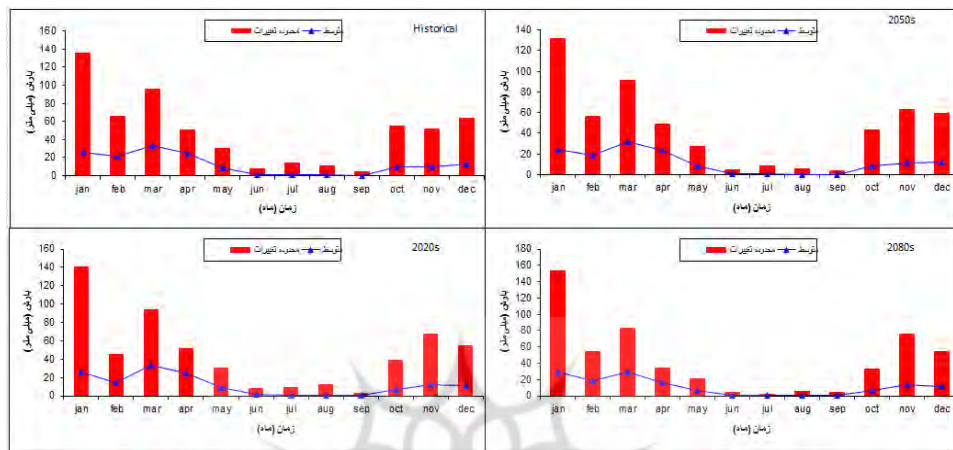 Historical
محدوده تغییرات
متوسط
بارش (میلی متر)
160
140
120
100
80
60
40
20
0
jan feb mar apr may jun jul aug sep oct nov dec
زمان (ماه)
2050s
محدوده تغییرات
متوسط
بارش (میلی متر)
140
120
100
80
60
40
20
0
jan feb mar apr may jun jul aug sep oct nov dec
زمان (ماه)
2020s
محدوده تغییرات
متوسط
بارش (میلی متر)
160
140
120
100
80
60
40
20
0
jan feb mar apr may jun jul aug sep oct nov dec
زمان (ماه)
2080s
محدوده تغییرات
متوسط
بارش (میلی متر)
180
160
140
120
100
80
60
40
20
0
jan feb mar apr may jun jul aug sep oct nov dec
زمان (ماه)